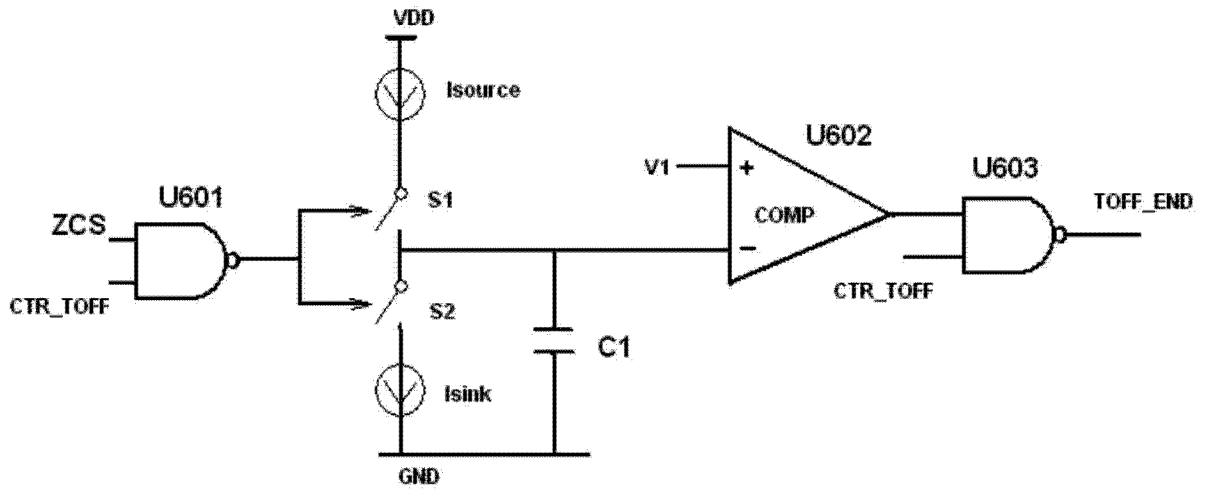 VDD
Isource
U602
V1
+
U603
U601
S1
TOFF_END
ZCS
COMP
−
CTR_TOFF
CTR_TOFF
S2
C1
Isink
GND